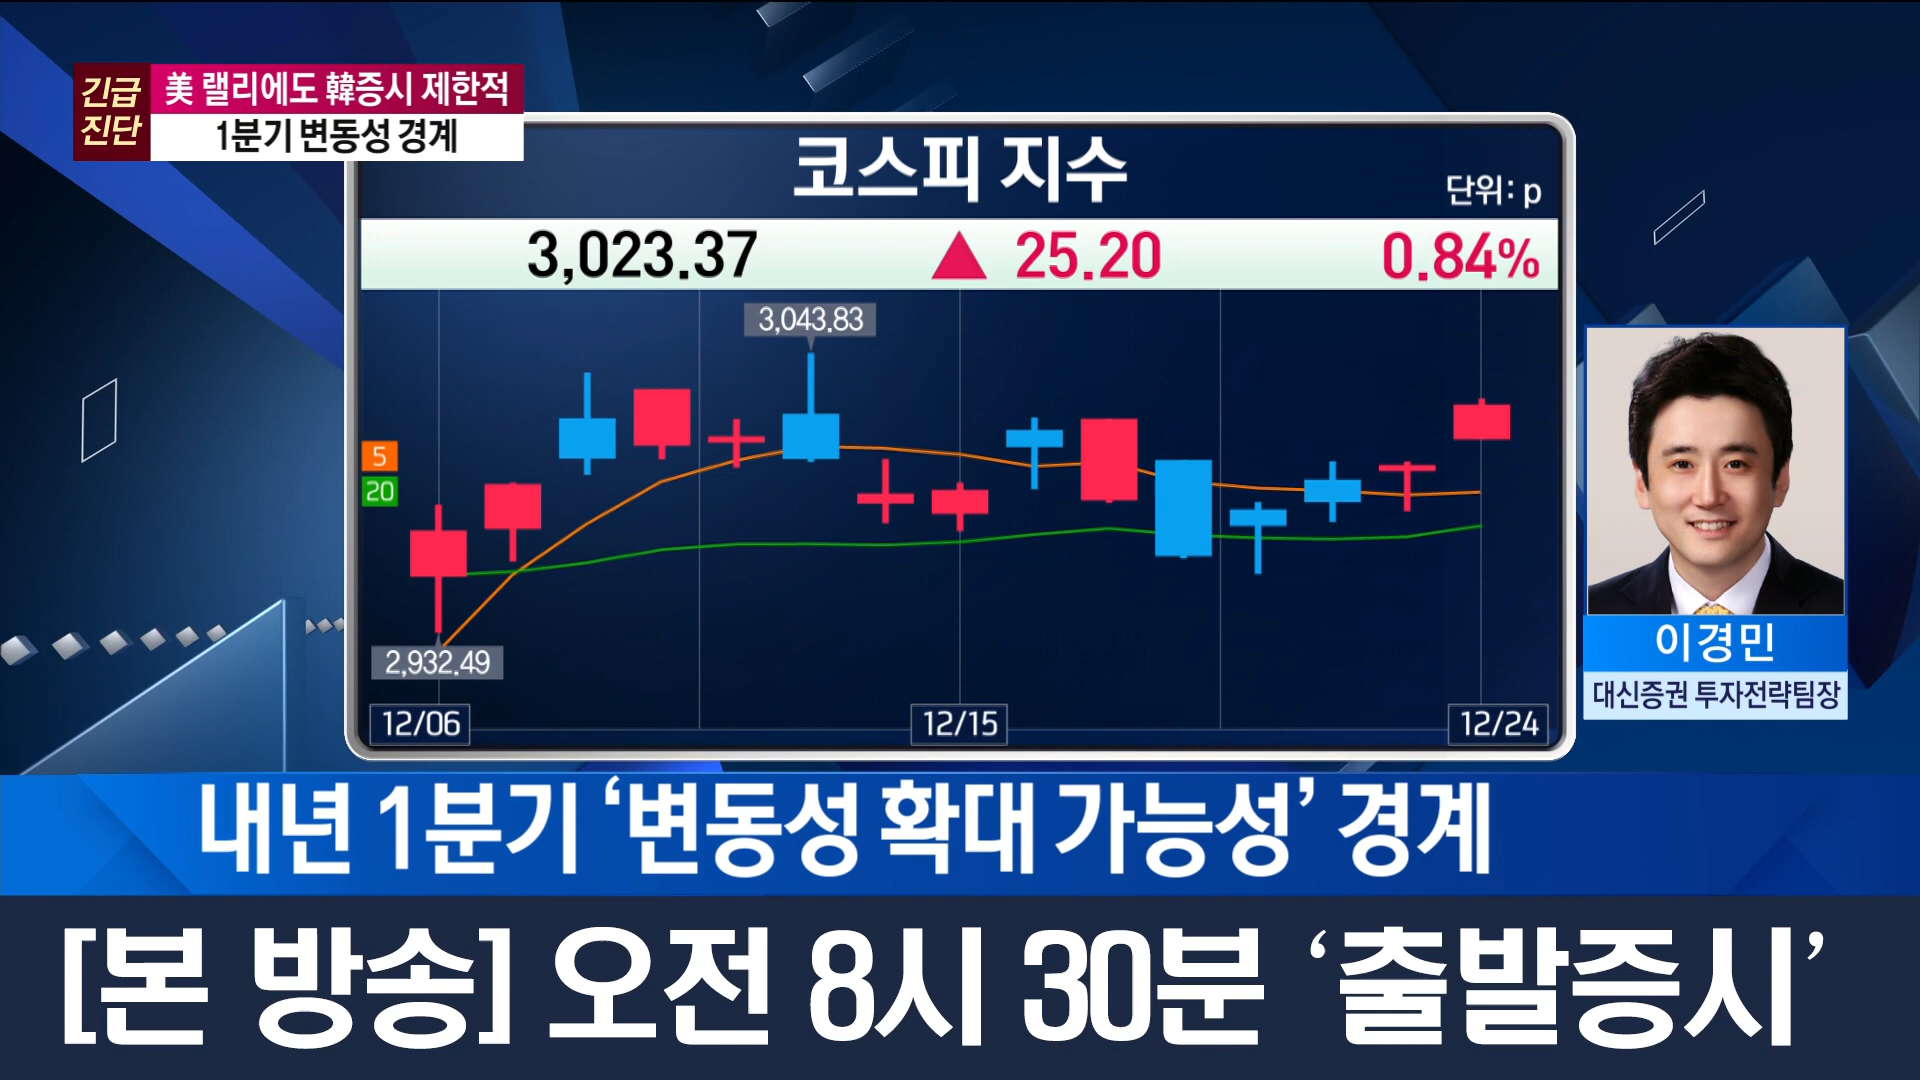 긴급
진단
美 랠리에도 韓증시 제한적
1분기 변동성 경계
코스피 지수
단위: p
3,023.37 ▲ 25.20 0.84%
3,043.83
5
20
2,932.49
12/06 12/15 12/24
이경민
대신증권 투자전략팀장
내년 1분기 ‘변동성 확대 가능성’ 경계
[본 방송] 오전 8시 30분 ‘출발증시’